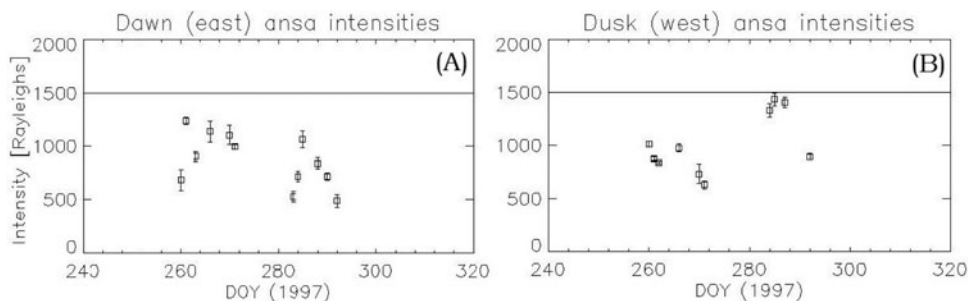 Dawn (east) ansa intensities
Intensity [Rayleighs]
2000
1500
1000
500
0
(A)
240
260
280
300
320
DOY (1997)
Dusk (west) ansa intensities
2000
1500
1000
500
0
(B)
240
260
280
300
320
DOY (1997)